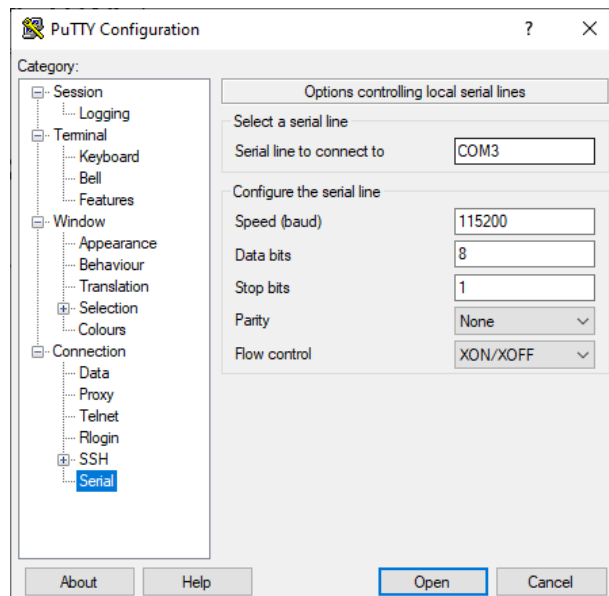 PuTTY Configuration
?
Category:
Session
Logging
Terminal
Keyboard
Bell
Features
Window
Appearance
Behaviour
Translation
Selection
Colours
Connection
Data
Proxy
Telnet
Rlogin
SSH
Serial
Options controlling local serial lines
Select a serial line
Serial line to connect to COM3
Configure the serial line
Speed (baud) 115200
Data bits 8
Stop bits 1
Parity None
Flow control XON/XOFF
About Help Open Cancel